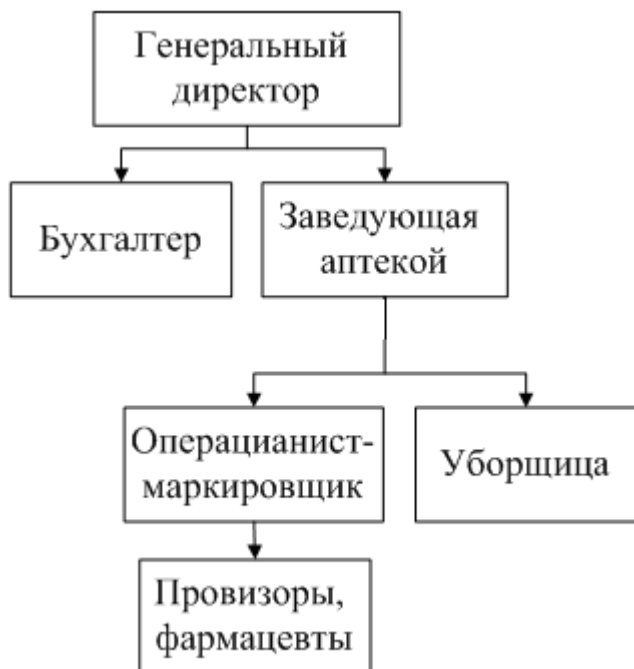 Генеральный
директор
Бухгалтер
Заведующая
аптекой
Операцианист-
маркировщик
Уборщица
Провизоры,
фармацевты